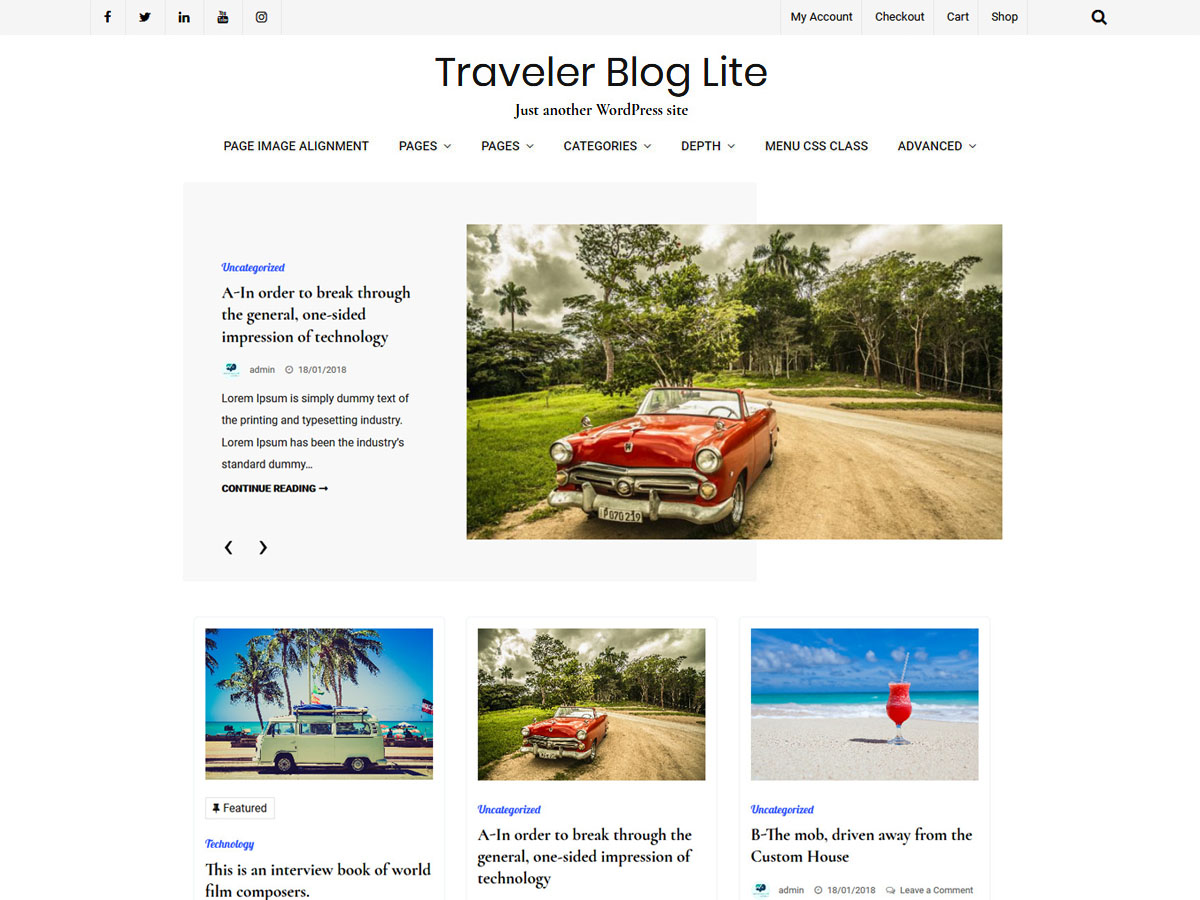 My Account Checkout Cart Shop
Traveler Blog Lite
Just another WordPress site
PAGE IMAGE ALIGNMENT PAGES PAGES CATEGORIES DEPTH MENU CSS CLASS ADVANCED
Uncategorized
A-In order to break through
the general, one-sided
impression of technology
admin 18/01/2018
Lorem Ipsum is simply dummy text of
the printing and typesetting industry.
Lorem Ipsum has been the industry's
standard dummy…
CONTINUE READING
P 070 219
Featured
Technology
This is an interview book of world
film composers.
Uncategorized
A-In order to break through the
general, one-sided impression of
technology
Uncategorized
B-The mob, driven away from the
Custom House
admin 18/01/2018 Leave a Comment